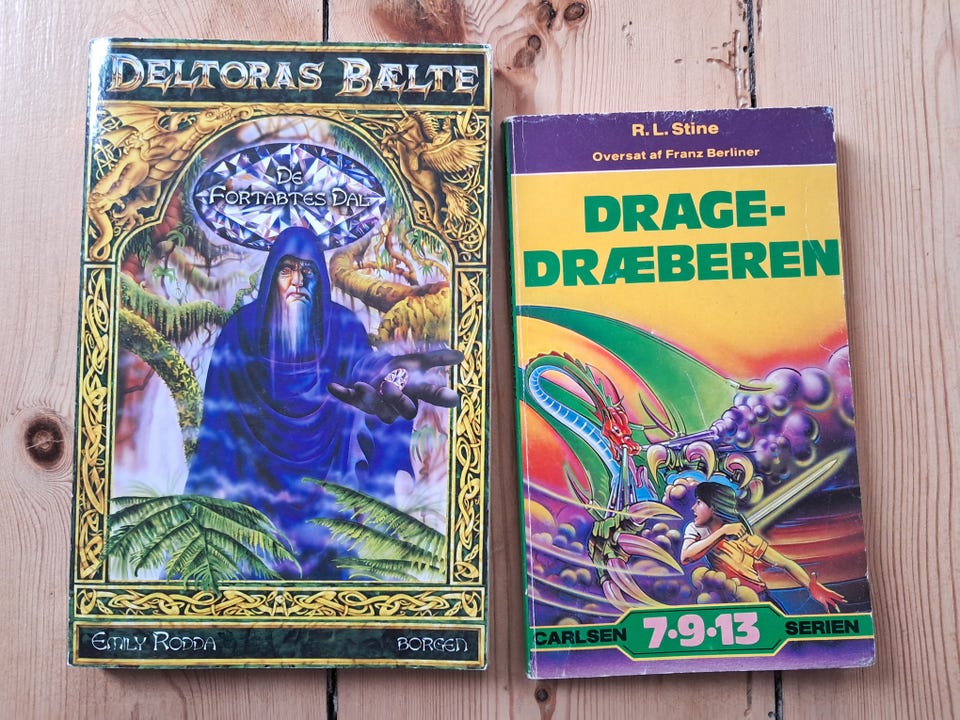 DELTORAS BÆLTE
DE
FORTABTES DAL
EMILY RODDA
BORGEN
R. L. Stine
Oversat af Franz Berliner
DRAGE-
DRÆBEREN
CARLSEN 7·9·13 SERIEN